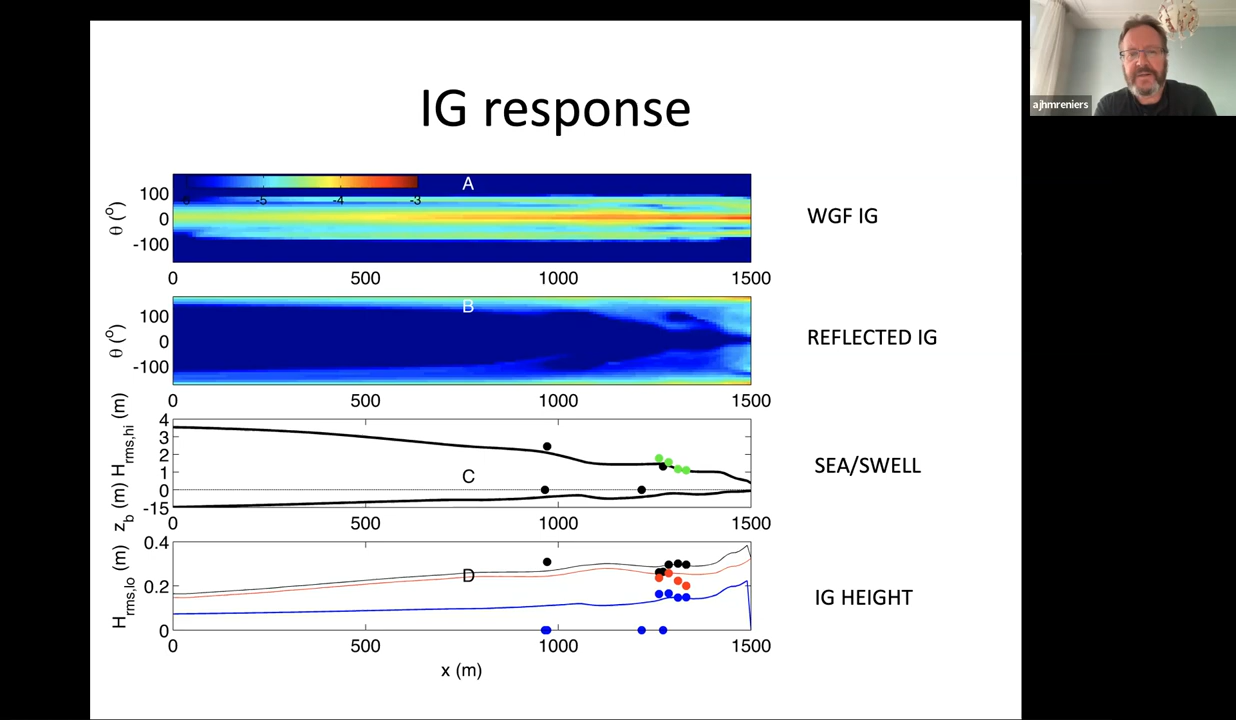 ajhmreniers
IG response
A
100
0
-100
θ (°)
-6 -5 -4 -3
0 500 1000 1500
WGF IG
B
100
0
-100
θ (°)
0 500 1000 1500
REFLECTED IG
C
4
3
2
1
0
-15
z_b (m) H_rms,hi (m)
0 500 1000 1500
SEA/SWELL
D
0.4
0.2
0
H_rms,lo (m)
0 500 1000 1500
x (m)
IG HEIGHT